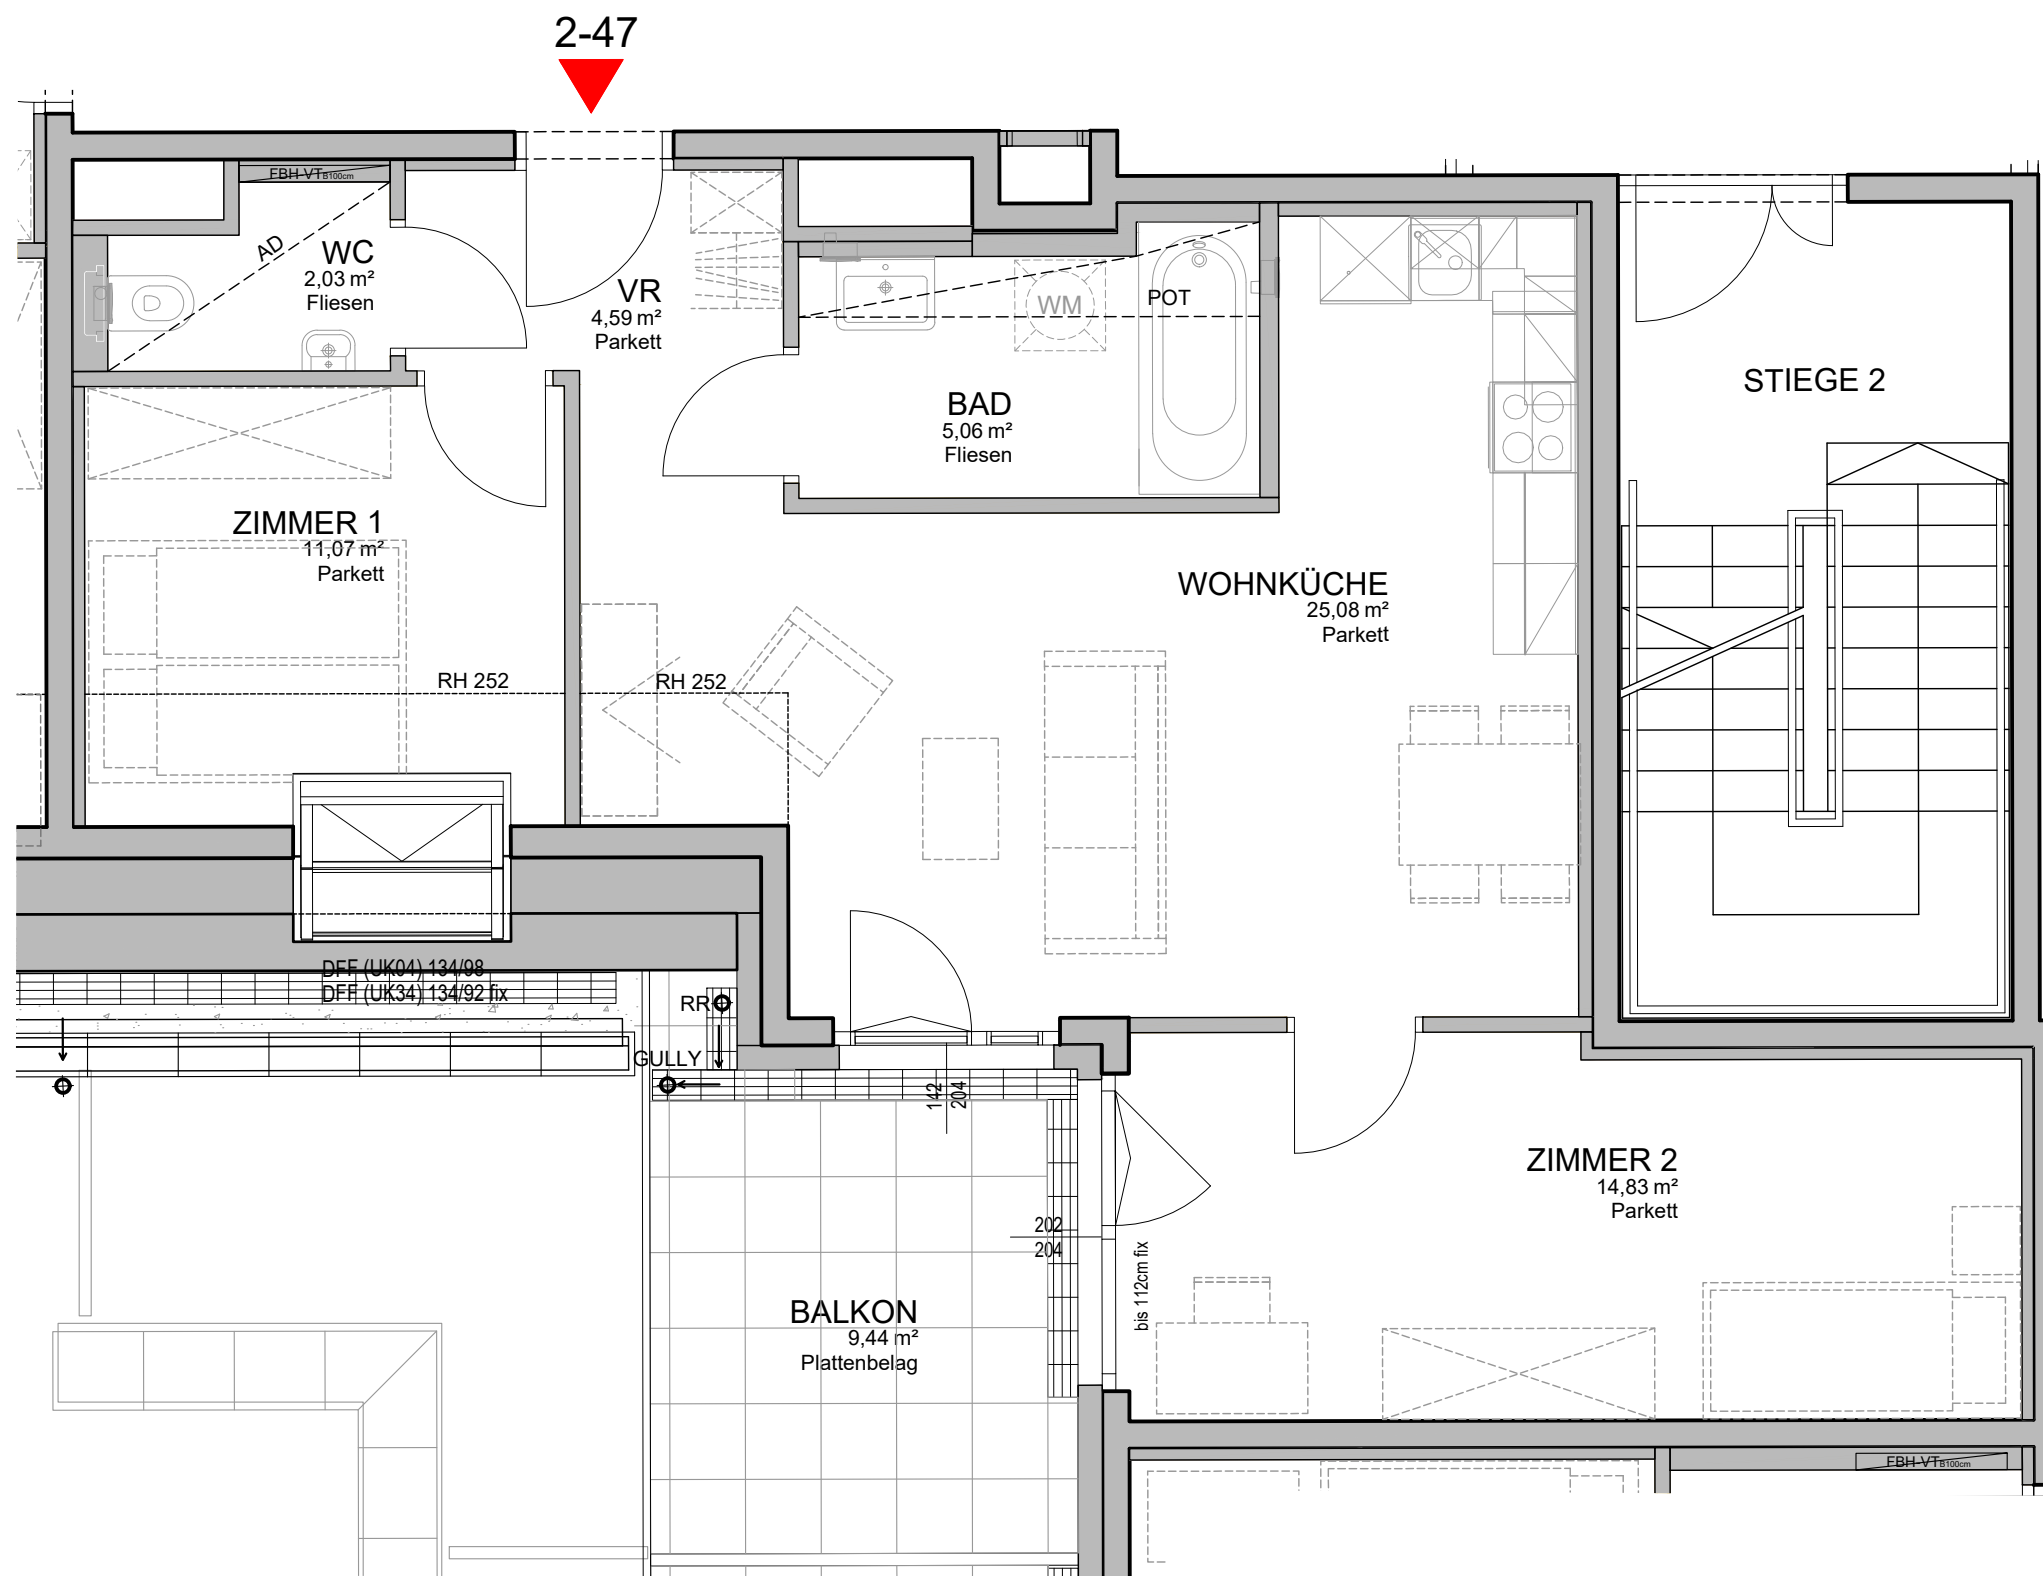 2-47
FBH-VT B100cm
AD
WC
2,03 m²
Fliesen
VR
4,59 m²
Parkett
WM
POT
BAD
5,06 m²
Fliesen
STIEGE 2
ZIMMER 1
11,07 m²
Parkett
WOHNKÜCHE
25,08 m²
Parkett
RH 252
RH 252
DFF (UK04) 134/98
DFF (UK34) 134/92 fix
RR
GULLY
142
204
ZIMMER 2
14,83 m²
Parkett
202
204
bis 112cm fix
BALKON
9,44 m²
Plattenbelag
FBH-VT B100cm